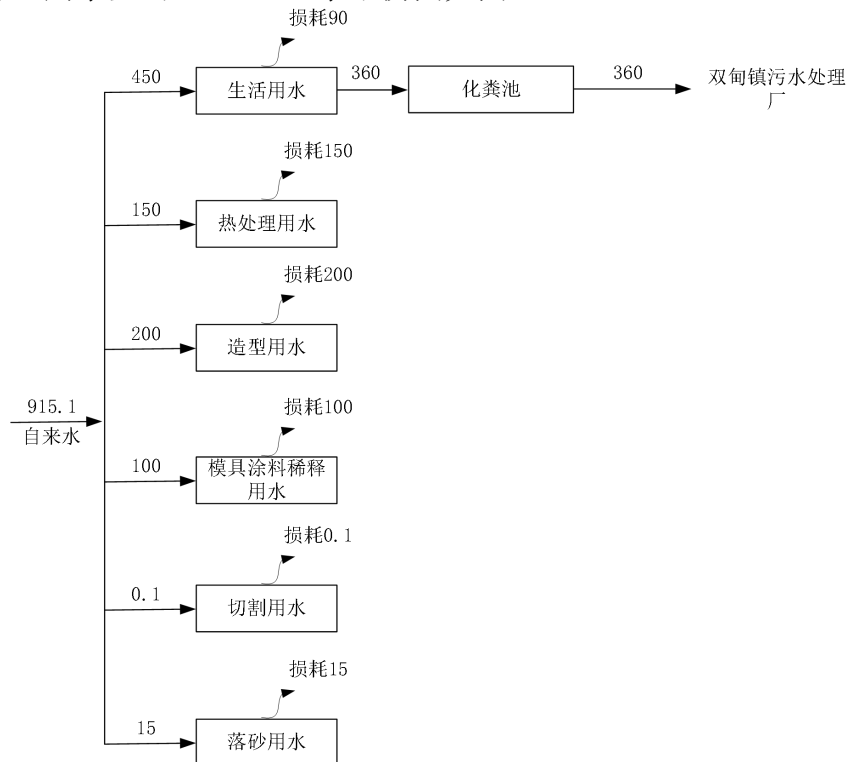 损耗90
450
生活用水
360
化粪池
360
双甸镇污水处理
厂
损耗150
150
热处理用水
损耗200
200
造型用水
915.1
自来水
损耗100
100
模具涂料稀释
用水
损耗0.1
0.1
切割用水
损耗15
15
落砂用水